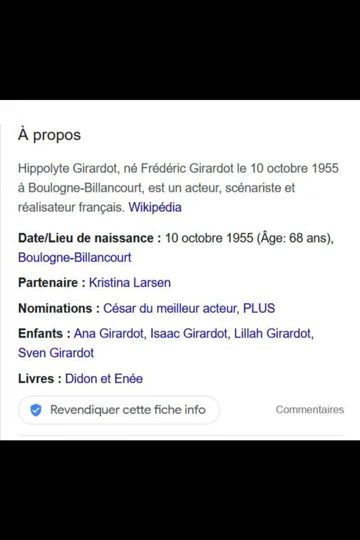 À propos
Hippolyte Girardot, né Frédéric Girardot le 10 octobre 1955
à Boulogne-Billancourt, est un acteur, scénariste et
réalisateur français. Wikipédia
Date/Lieu de naissance : 10 octobre 1955 (Âge: 68 ans),
Boulogne-Billancourt
Partenaire : Kristina Larsen
Nominations : César du meilleur acteur, PLUS
Enfants : Ana Girardot, Isaac Girardot, Lillah Girardot,
Sven Girardot
Livres : Didon et Enée
Revendiquer cette fiche info
Commentaires